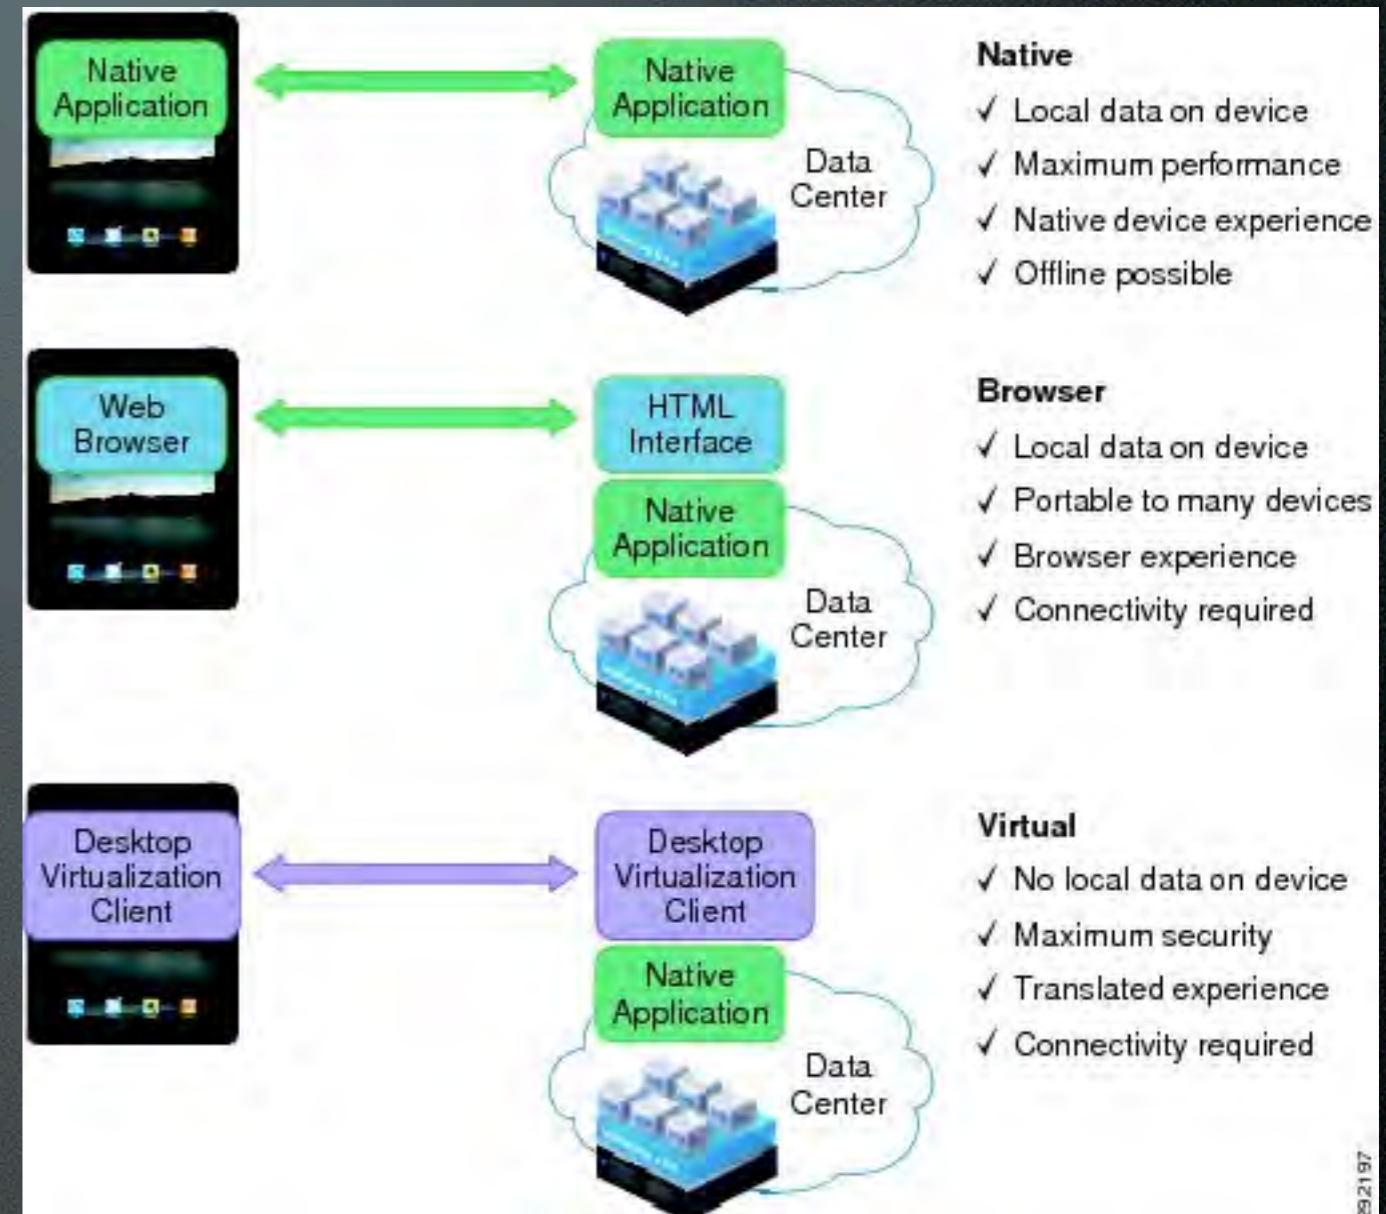 Native
Application
Native
Application
Data
Center
Native
✓ Local data on device
✓ Maximum performance
✓ Native device experience
✓ Offline possible
Web
Browser
HTML
Interface
Native
Application
Data
Center
Browser
✓ Local data on device
✓ Portable to many devices
✓ Browser experience
✓ Connectivity required
Desktop
Virtualization
Client
Desktop
Virtualization
Client
Native
Application
Data
Center
Virtual
✓ No local data on device
✓ Maximum security
✓ Translated experience
✓ Connectivity required
292197